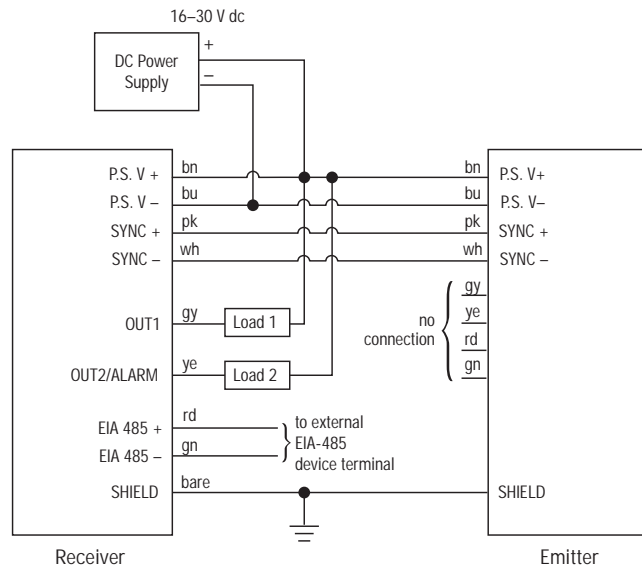 16–30 V dc
DC Power
Supply
+
–
P.S. V +
bn
bn
P.S. V+
P.S. V –
bu
bu
P.S. V–
SYNC +
pk
pk
SYNC +
SYNC –
wh
wh
SYNC –
gy
ye
rd
gn
no
connection
OUT1
gy
Load 1
OUT2/ALARM
ye
Load 2
EIA 485 +
rd
EIA 485 –
gn
to external
EIA-485
device terminal
SHIELD
bare
SHIELD
Receiver
Emitter